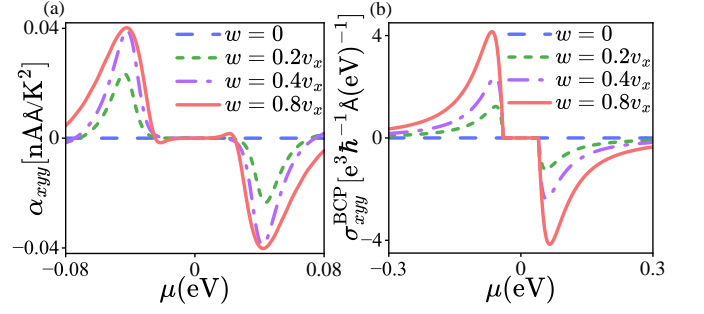 (a)
0.04
0
−0.04
α_xyy[nAÅ/K²]
w = 0
w = 0.2v_x
w = 0.4v_x
w = 0.8v_x
−0.08
0
0.08
μ(eV)
(b)
4
0
−4
σ^BCP_xyy[e³ℏ⁻¹Å(eV)⁻¹]
w = 0
w = 0.2v_x
w = 0.4v_x
w = 0.8v_x
−0.3
0
0.3
μ(eV)